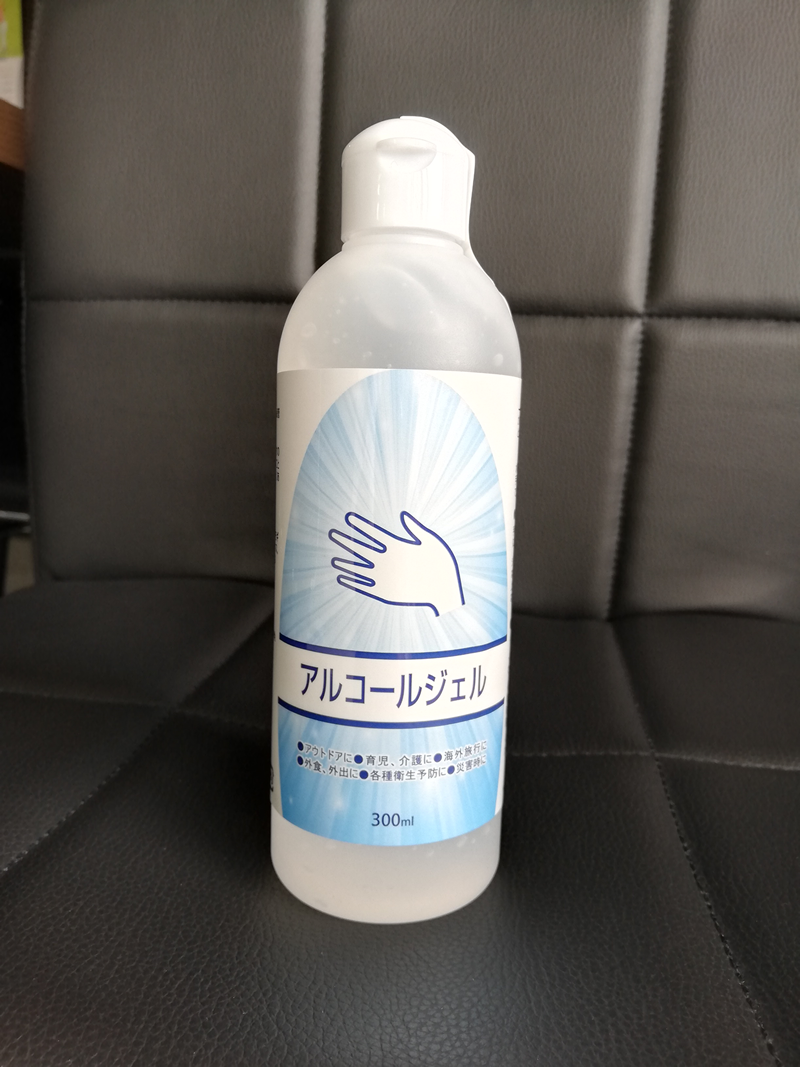 アルコールジェル
●アウトドアに●育児、介護に●海外旅行に
●外食、外出に●各種衛生予防に●災害時に
300ml